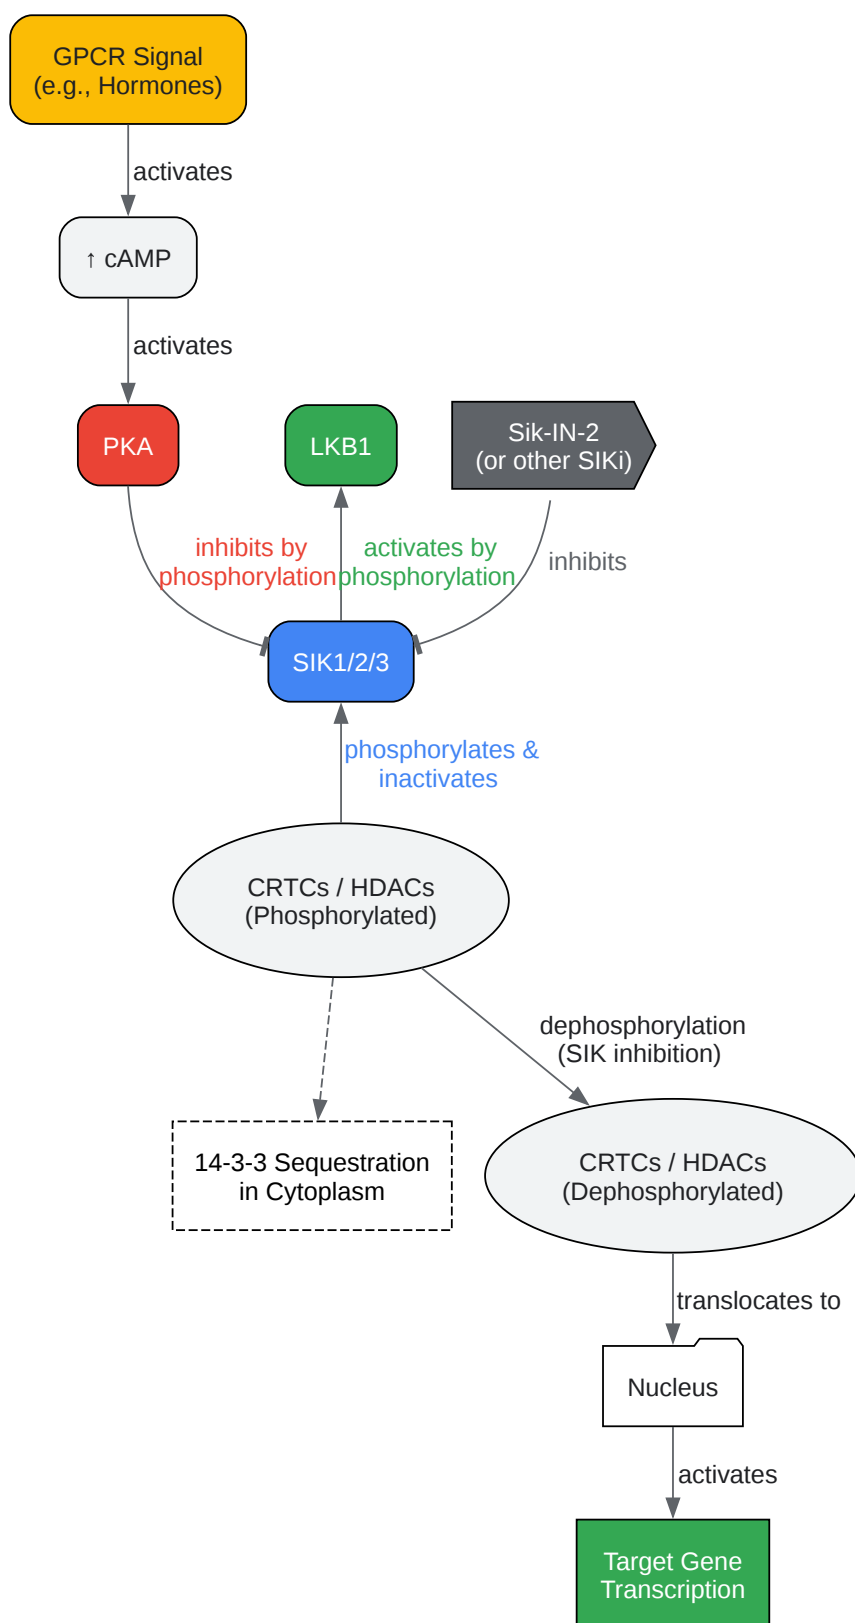 GPCR Signal
(e.g., Hormones)
activates
↑ cAMP
activates
PKA
LKB1
Sik-IN-2
(or other SIKi)
inhibits by
phosphorylation
activates by
phosphorylation
inhibits
SIK1/2/3
phosphorylates &
inactivates
CRTCs / HDACs
(Phosphorylated)
dephosphorylation
(SIK inhibition)
14-3-3 Sequestration
in Cytoplasm
CRTCs / HDACs
(Dephosphorylated)
translocates to
Nucleus
activates
Target Gene
Transcription